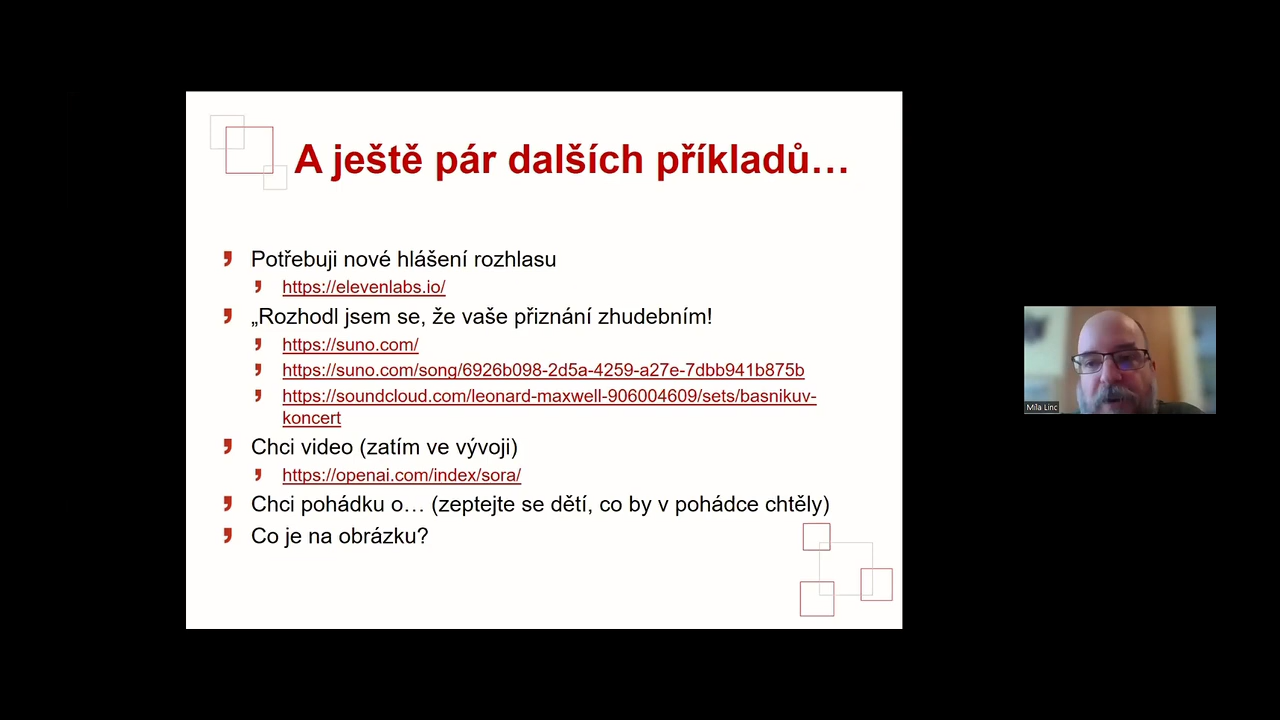 A ještě pár dalších příkladů…
Potřebuji nové hlášení rozhlasu
https://elevenlabs.io/
„Rozhodl jsem se, že vaše přiznání zhudebním!
https://suno.com/
https://suno.com/song/6926b098-2d5a-4259-a27e-7dbb941b875b
https://soundcloud.com/leonard-maxwell-906004609/sets/basnikuv-
koncert
Chci video (zatím ve vývoji)
https://openai.com/index/sora/
Chci pohádku o… (zeptejte se dětí, co by v pohádce chtěly)
Co je na obrázku?
Míla Linc